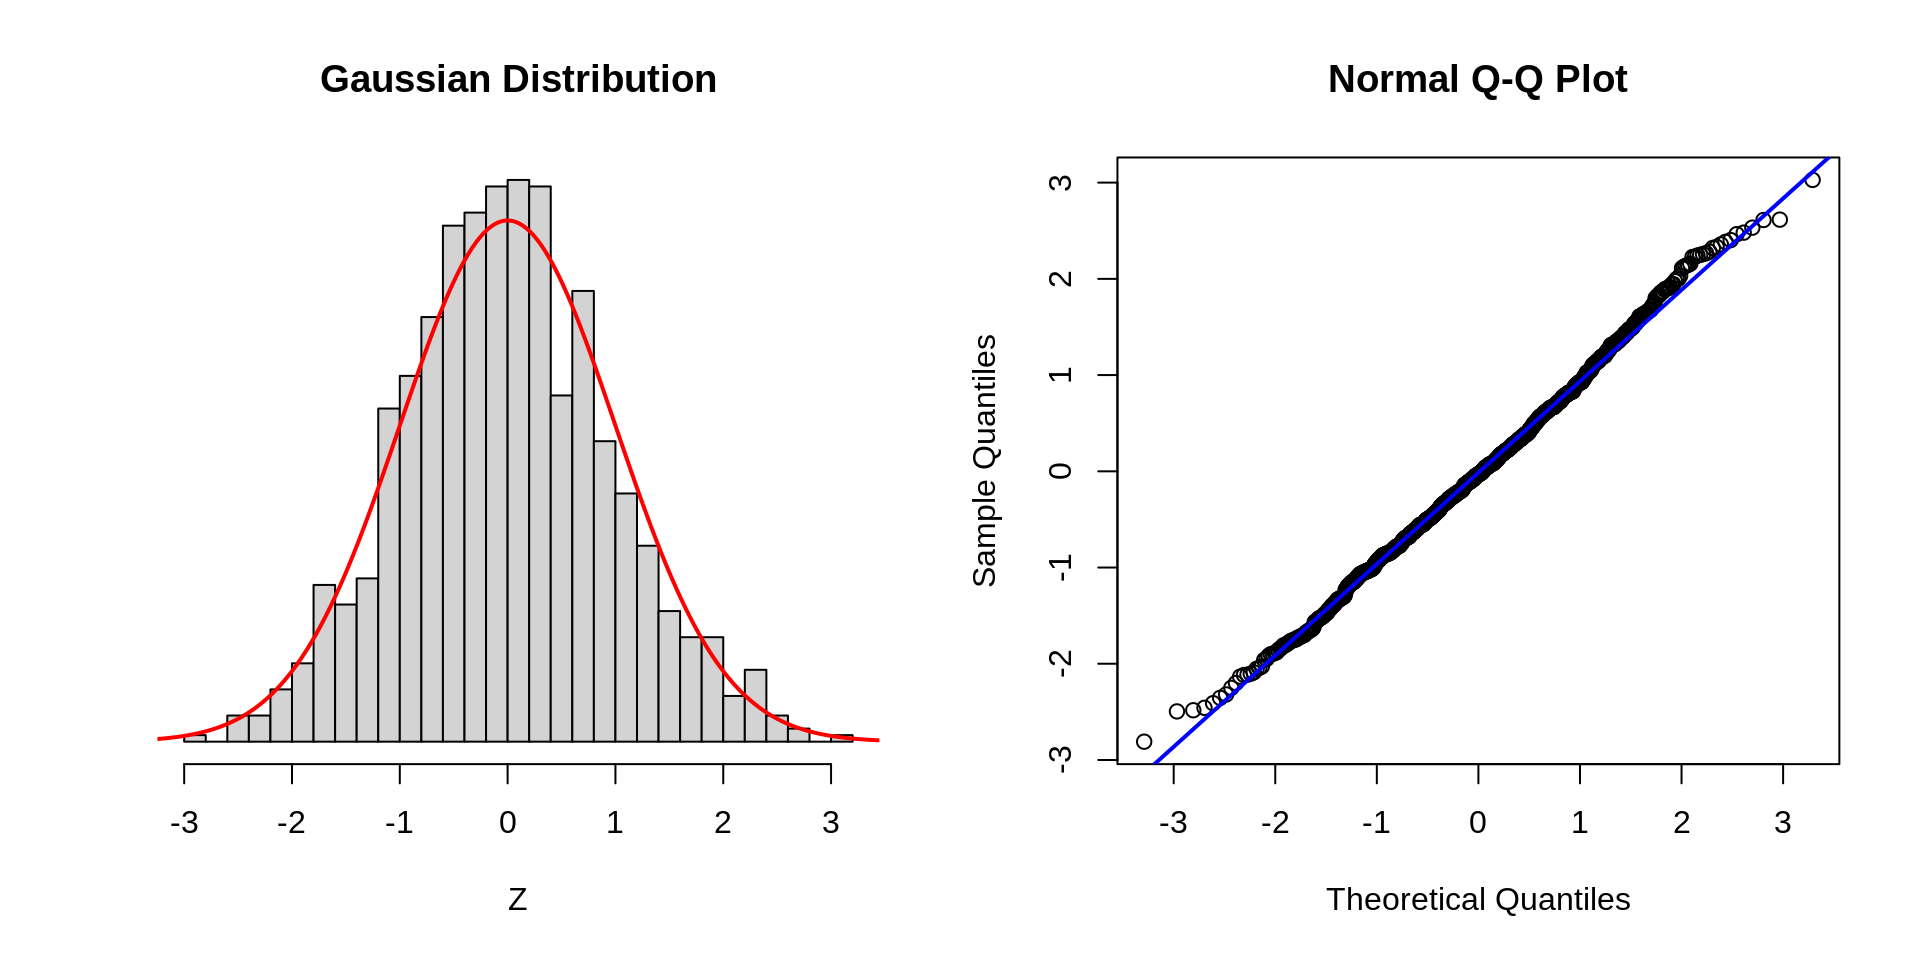 Gaussian Distribution
-3 -2 -1 0 1 2 3
Z
Normal Q-Q Plot
Sample Quantiles
3
2
1
0
-1
-2
-3
-3 -2 -1 0 1 2 3
Theoretical Quantiles